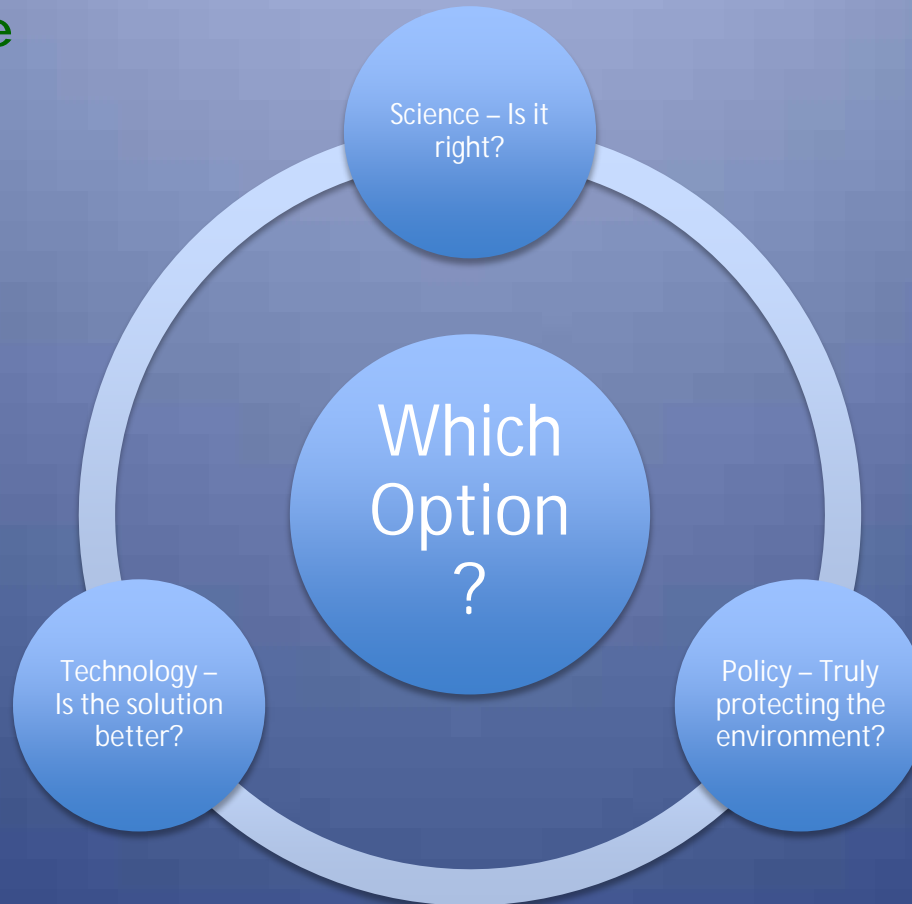 e
Science – Is it
right?
Which
Option
?
Technology –
Is the solution
better?
Policy – Truly
protecting the
environment?